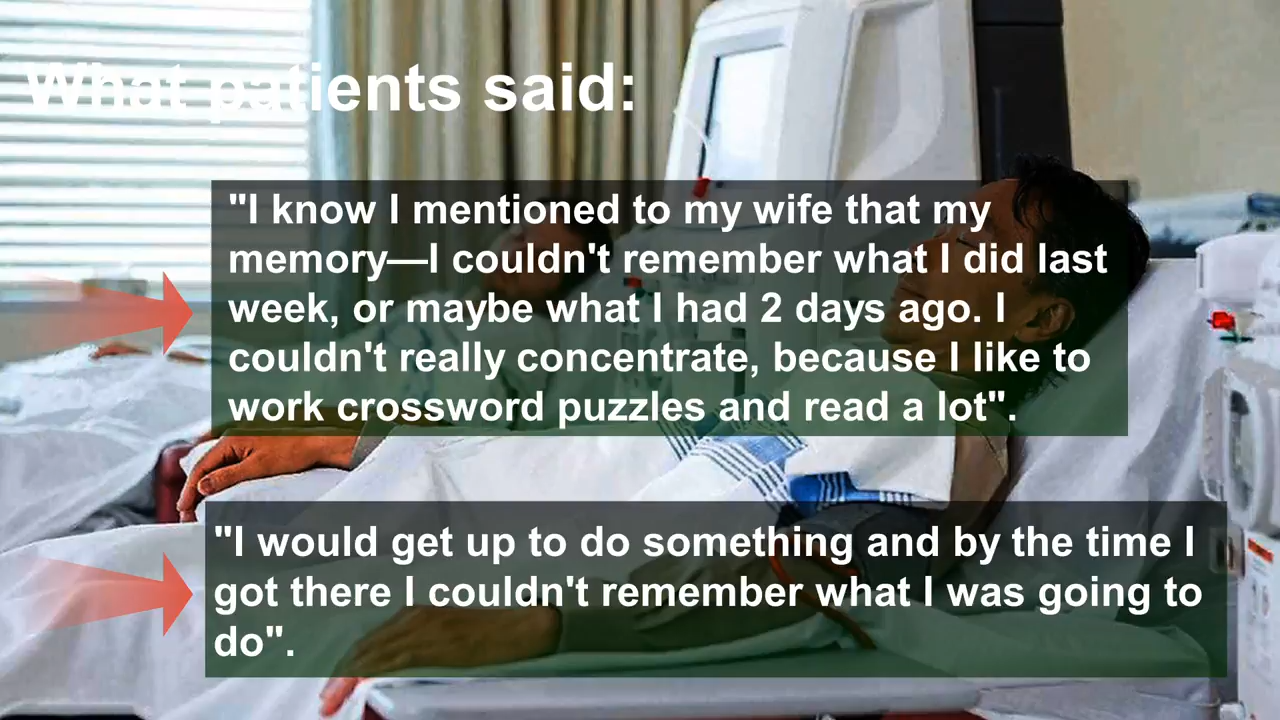 What patients said:
"I know I mentioned to my wife that my
memory—I couldn't remember what I did last
week, or maybe what I had 2 days ago. I
couldn't really concentrate, because I like to
work crossword puzzles and read a lot".
"I would get up to do something and by the time I
got there I couldn't remember what I was going to
do".